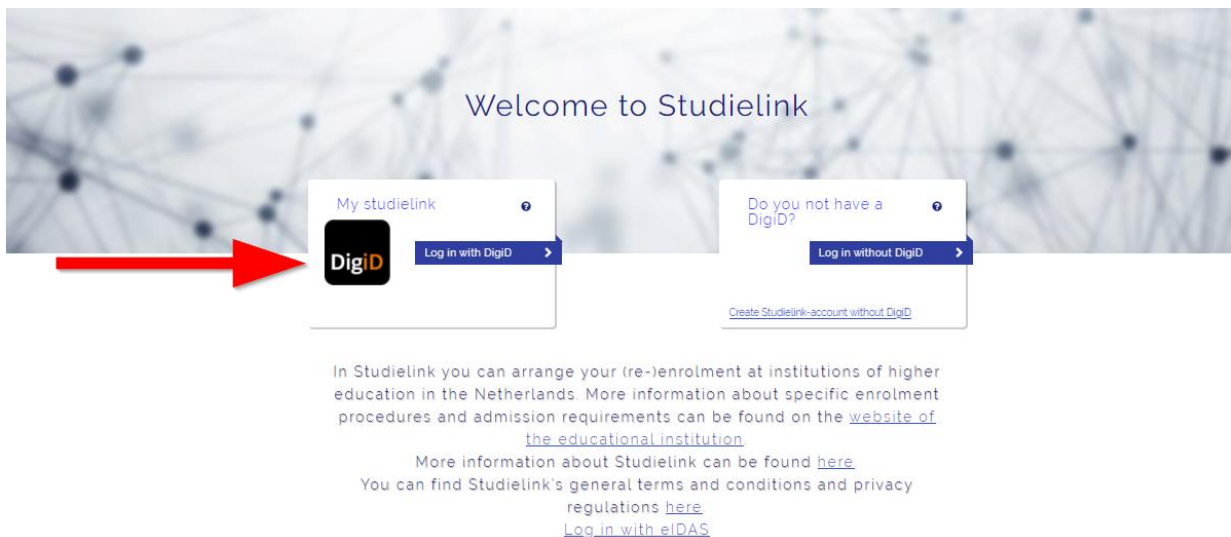 Welcome to Studielink
My studielink
DigiD
Log in with DigiD
Do you not have a
DigiD?
Log in without DigiD
Create Studielink-account without DigiD
In Studielink you can arrange your (re-)enrolment at institutions of higher
education in the Netherlands. More information about specific enrolment
procedures and admission requirements can be found on the website of
the educational institution.
More information about Studielink can be found here.
You can find Studielink's general terms and conditions and privacy
regulations here.
Log in with eIDAS